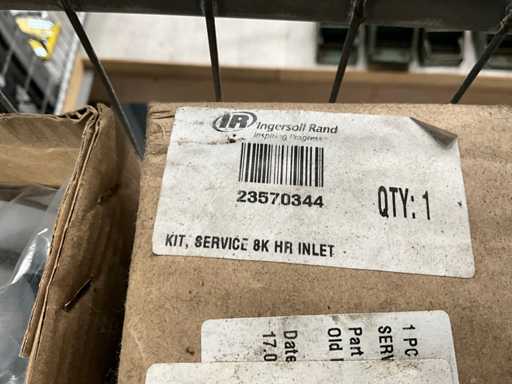 IR Ingersoll Rand
Inspiring Progress
23570344
QTY: 1
KIT, SERVICE 8K HR INLET
1 PC
SERV
Part
Old
Date
17.0